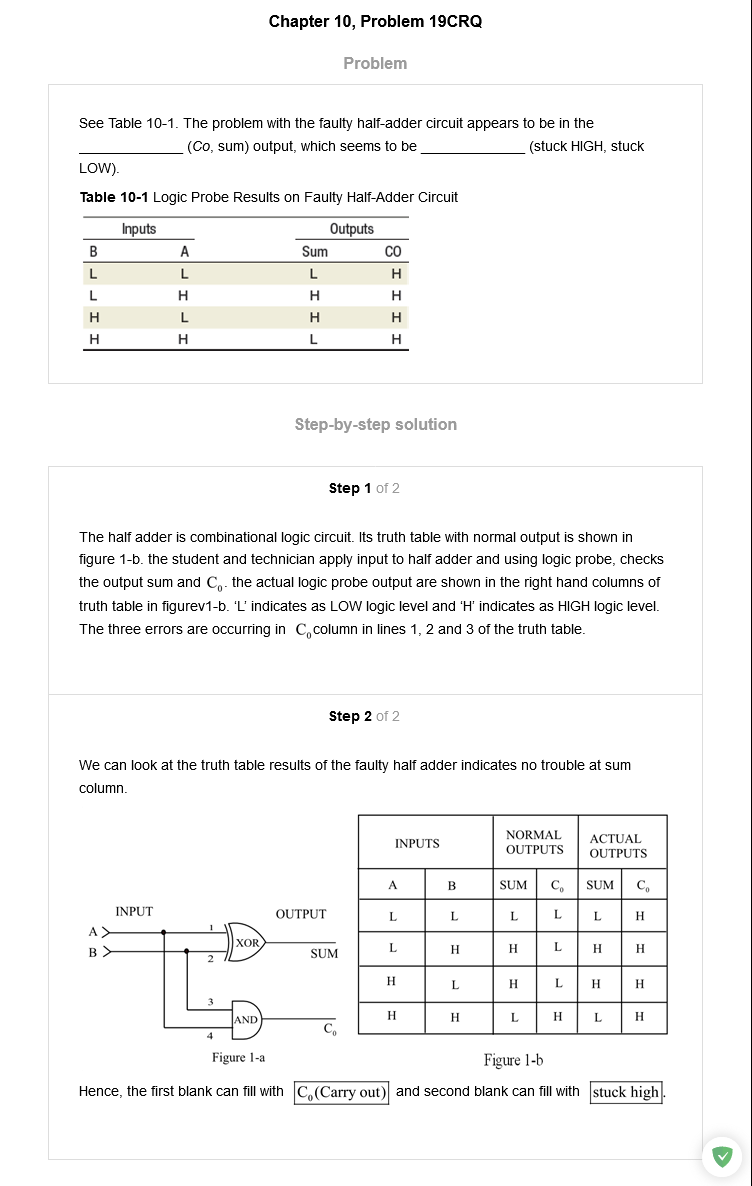 Chapter 10, Problem 19CRQ
Problem
See Table 10-1. The problem with the faulty half-adder circuit appears to be in the
_____________ (Co, sum) output, which seems to be _____________ (stuck HIGH, stuck
LOW).
Table 10-1 Logic Probe Results on Faulty Half-Adder Circuit
Inputs Outputs
B A Sum CO
L L L H
L H H H
H L H H
H H L H
Step-by-step solution
Step 1 of 2
The half adder is combinational logic circuit. Its truth table with normal output is shown in
figure 1-b. the student and technician apply input to half adder and using logic probe, checks
the output sum and C₀. the actual logic probe output are shown in the right hand columns of
truth table in figurev1-b. ‘L’ indicates as LOW logic level and ‘H’ indicates as HIGH logic level.
The three errors are occurring in C₀column in lines 1, 2 and 3 of the truth table.
Step 2 of 2
We can look at the truth table results of the faulty half adder indicates no trouble at sum
column.
INPUT
OUTPUT
A
B
1
2
XOR
SUM
3
4
AND
C₀
Figure 1-a
INPUTS NORMAL OUTPUTS ACTUAL OUTPUTS
A B SUM C₀ SUM C₀
L L L L L H
L H H L H H
H L H L H H
H H L H L H
Figure 1-b
Hence, the first blank can fill with C₀(Carry out) and second blank can fill with stuck high.